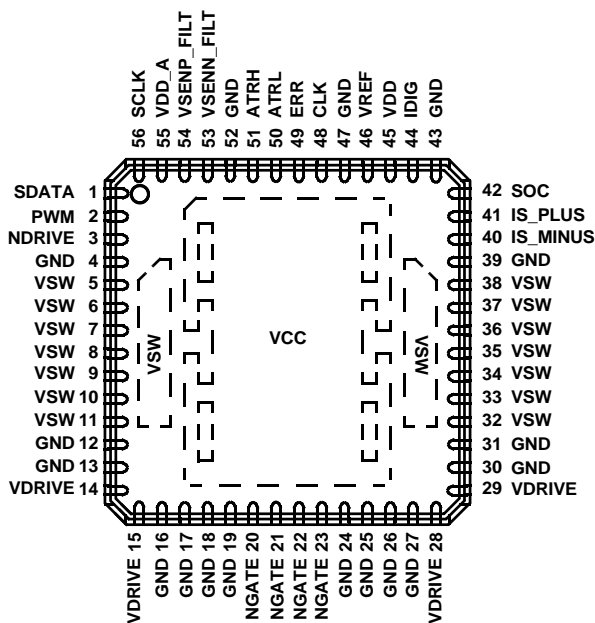 56 SCLK
55 VDD_A
54 VSENP_FILT
53 VSENN_FILT
52 GND
51 ATRH
50 ATRL
49 ERR
48 CLK
47 GND
46 VREF
45 VDD
44 IDIG
43 GND
SDATA 1
PWM 2
NDRIVE 3
GND 4
VSW 5
VSW 6
VSW 7
VSW 8
VSW 9
VSW 10
VSW 11
GND 12
GND 13
VDRIVE 14
VSW
VCC
VSW
42 SOC
41 IS_PLUS
40 IS_MINUS
39 GND
38 VSW
37 VSW
36 VSW
35 VSW
34 VSW
33 VSW
32 VSW
31 GND
30 GND
29 VDRIVE
VDRIVE 15
GND 16
GND 17
GND 18
GND 19
NGATE 20
NGATE 21
NGATE 22
NGATE 23
GND 24
GND 25
GND 26
GND 27
VDRIVE 28